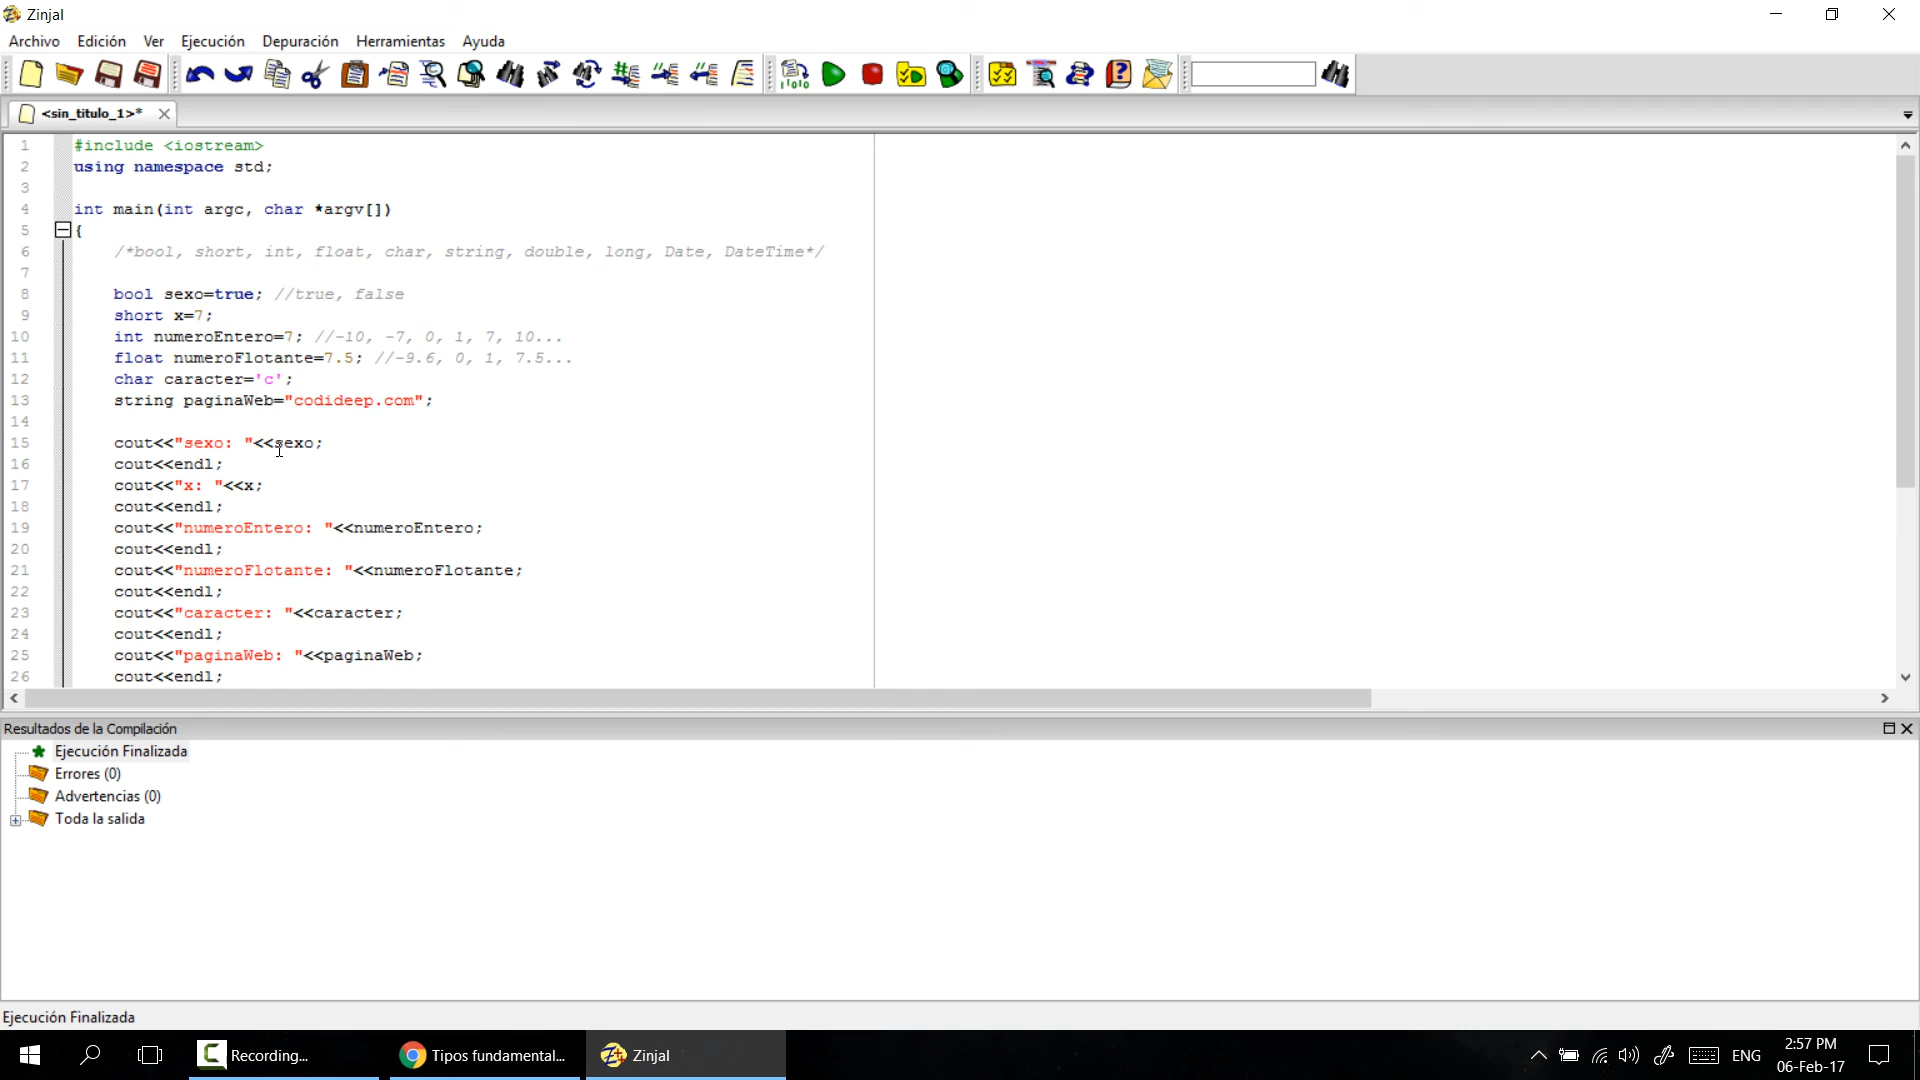 Zinjal
Archivo Edición Ver Ejecución Depuración Herramientas Ayuda
<sin_titulo_1>*
1 #include <iostream>
2 using namespace std;
3
4 int main(int argc, char *argv[])
5 {
6 /*bool, short, int, float, char, string, double, long, Date, DateTime*/
7
8 bool sexo=true; //true, false
9 short x=7;
10 int numeroEntero=7; //-10, -7, 0, 1, 7, 10...
11 float numeroFlotante=7.5; //-9.6, 0, 1, 7.5...
12 char caracter='c';
13 string paginaWeb="codideep.com";
14
15 cout<<"sexo: "<<sexo;
16 cout<<endl;
17 cout<<"x: "<<x;
18 cout<<endl;
19 cout<<"numeroEntero: "<<numeroEntero;
20 cout<<endl;
21 cout<<"numeroFlotante: "<<numeroFlotante;
22 cout<<endl;
23 cout<<"caracter: "<<caracter;
24 cout<<endl;
25 cout<<"paginaWeb: "<<paginaWeb;
26 cout<<endl;
Resultados de la Compilación
Ejecución Finalizada
Errores (0)
Advertencias (0)
Toda la salida
Ejecución Finalizada
Recording... Tipos fundamental... Zinjal ENG 2:57 PM
06-Feb-17